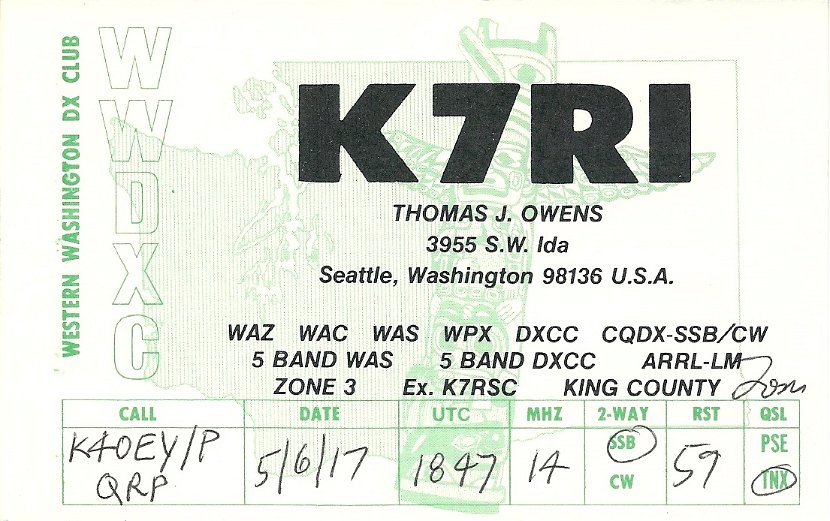 WESTERN WASHINGTON DX CLUB
WWDXC
K7RI
THOMAS J. OWENS
3955 S.W. Ida
Seattle, Washington 98136 U.S.A.
WAZ WAC WAS WPX DXCC CQDX-SSB/CW
5 BAND WAS 5 BAND DXCC ARRL-LM
ZONE 3 Ex. K7RSC KING COUNTY Tom
CALL DATE UTC MHZ 2-WAY RST QSL
K4OEY/P 5/6/17 1847 14 SSB 59 PSE
QRP CW TNX